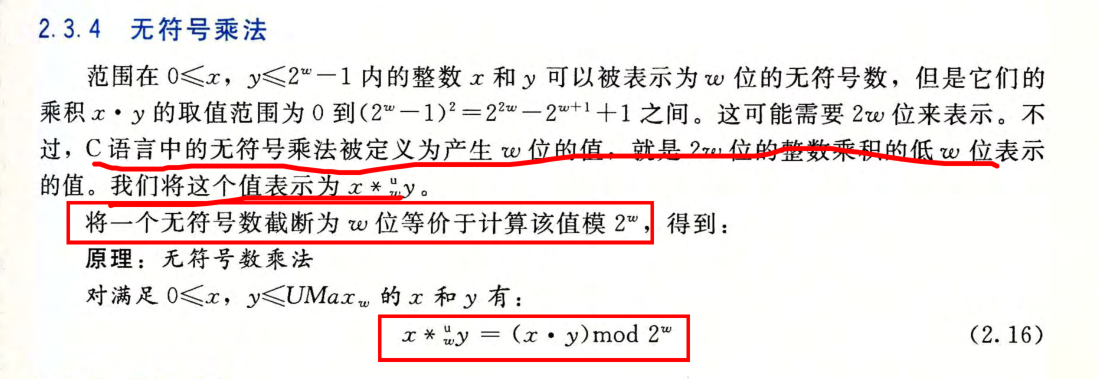 2.3.4 无符号乘法
范围在 0≤x，y≤2^w−1 内的整数 x 和 y 可以被表示为 w 位的无符号数，但是它们的
乘积 x·y 的取值范围为 0 到(2^w−1)^2=2^{2w}−2^{w+1}+1 之间。这可能需要 2w 位来表示。不
过，C 语言中的无符号乘法被定义为产生 w 位的值，就是 2w 位的整数乘积的低 w 位表示
的值。我们将这个值表示为 x *^u_w y。
将一个无符号数截断为 w 位等价于计算该值模 2^w，得到：
原理：无符号数乘法
对满足 0≤x，y≤UMax_w 的 x 和 y 有：
x *^u_w y = (x·y)mod 2^w (2.16)